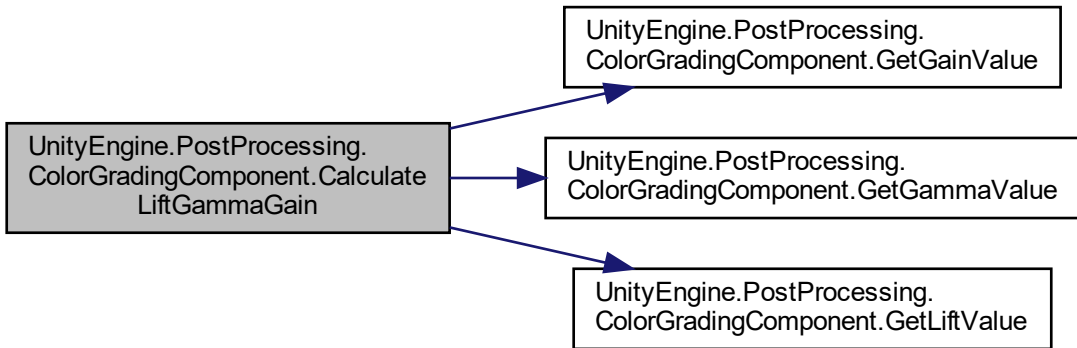 UnityEngine.PostProcessing.
ColorGradingComponent.GetGainValue
UnityEngine.PostProcessing.
ColorGradingComponent.Calculate
LiftGammaGain
UnityEngine.PostProcessing.
ColorGradingComponent.GetGammaValue
UnityEngine.PostProcessing.
ColorGradingComponent.GetLiftValue